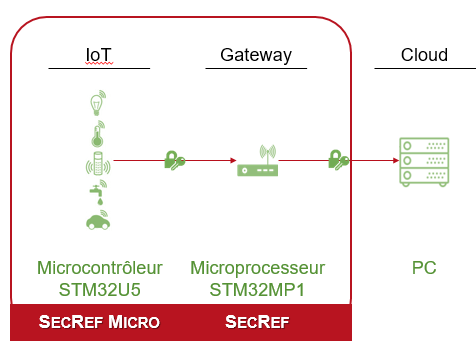 IoT
Gateway
Cloud
Microcontrôleur
STM32U5
Microprocesseur
STM32MP1
PC
SECREF MICRO
SECREF